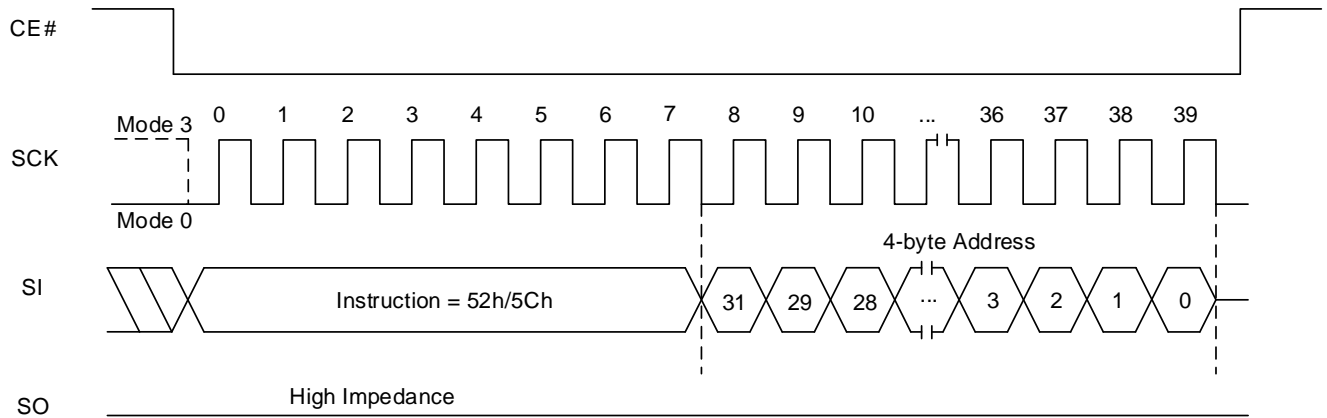 CE#
0 1 2 3 4 5 6 7 8 9 10 ... 36 37 38 39
Mode 3
SCK
Mode 0
4-byte Address
SI
Instruction = 52h/5Ch 31 29 28 ... 3 2 1 0
High Impedance
SO